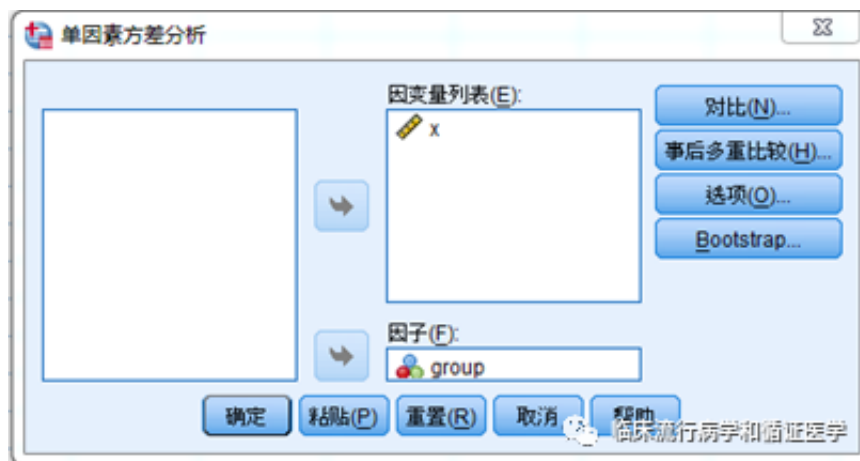 单因素方差分析
因变量列表(E):
x
对比(N)...
事后多重比较(H)...
选项(O)...
Bootstrap...
因子(F):
group
确定 粘贴(P) 重置(R) 取消 帮助
临床流行病学和循证医学